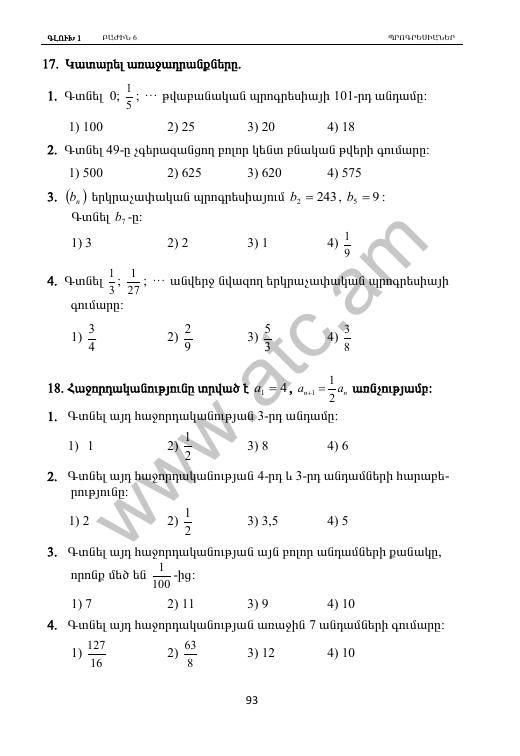 ԳԼՈՒԽ 1 ԲԱԺԻՆ 6 ՊՐՈԳՐԵՍԻԱՆԵՐ
17. Կատարել առաջադրանքները.
1. Գտնել 0; 1/5; ⋯ թվաբանական պրոգրեսիայի 101-րդ անդամը:
1) 100 2) 25 3) 20 4) 18
2. Գտնել 49-ը չգերազանցող բոլոր կենտ բնական թվերի գումարը:
1) 500 2) 625 3) 620 4) 575
3. (bₙ) երկրաչափական պրոգրեսիայում b₂ = 243, b₅ = 9:
Գտնել b₇-ը:
1) 3 2) 2 3) 1 4) 1/9
4. Գտնել 1/3; 1/27; ⋯ անվերջ նվազող երկրաչափական պրոգրեսիայի
գումարը:
1) 3/4 2) 2/9 3) 5/3 4) 3/8
18. Հաջորդականությունը տրված է a₁ = 4, aₙ₊₁ = 1/2 aₙ առնչությամբ:
1. Գտնել այդ հաջորդականության 3-րդ անդամը:
1) 1 2) 1/2 3) 8 4) 6
2. Գտնել այդ հաջորդականության 4-րդ և 3-րդ անդամների հարաբե-
րությունը:
1) 2 2) 1/2 3) 3,5 4) 5
3. Գտնել այդ հաջորդականության այն բոլոր անդամների քանակը,
որոնք մեծ են 1/100-ից:
1) 7 2) 11 3) 9 4) 10
4. Գտնել այդ հաջորդականության առաջին 7 անդամների գումարը:
1) 127/16 2) 63/8 3) 12 4) 10
93
www.atc.am